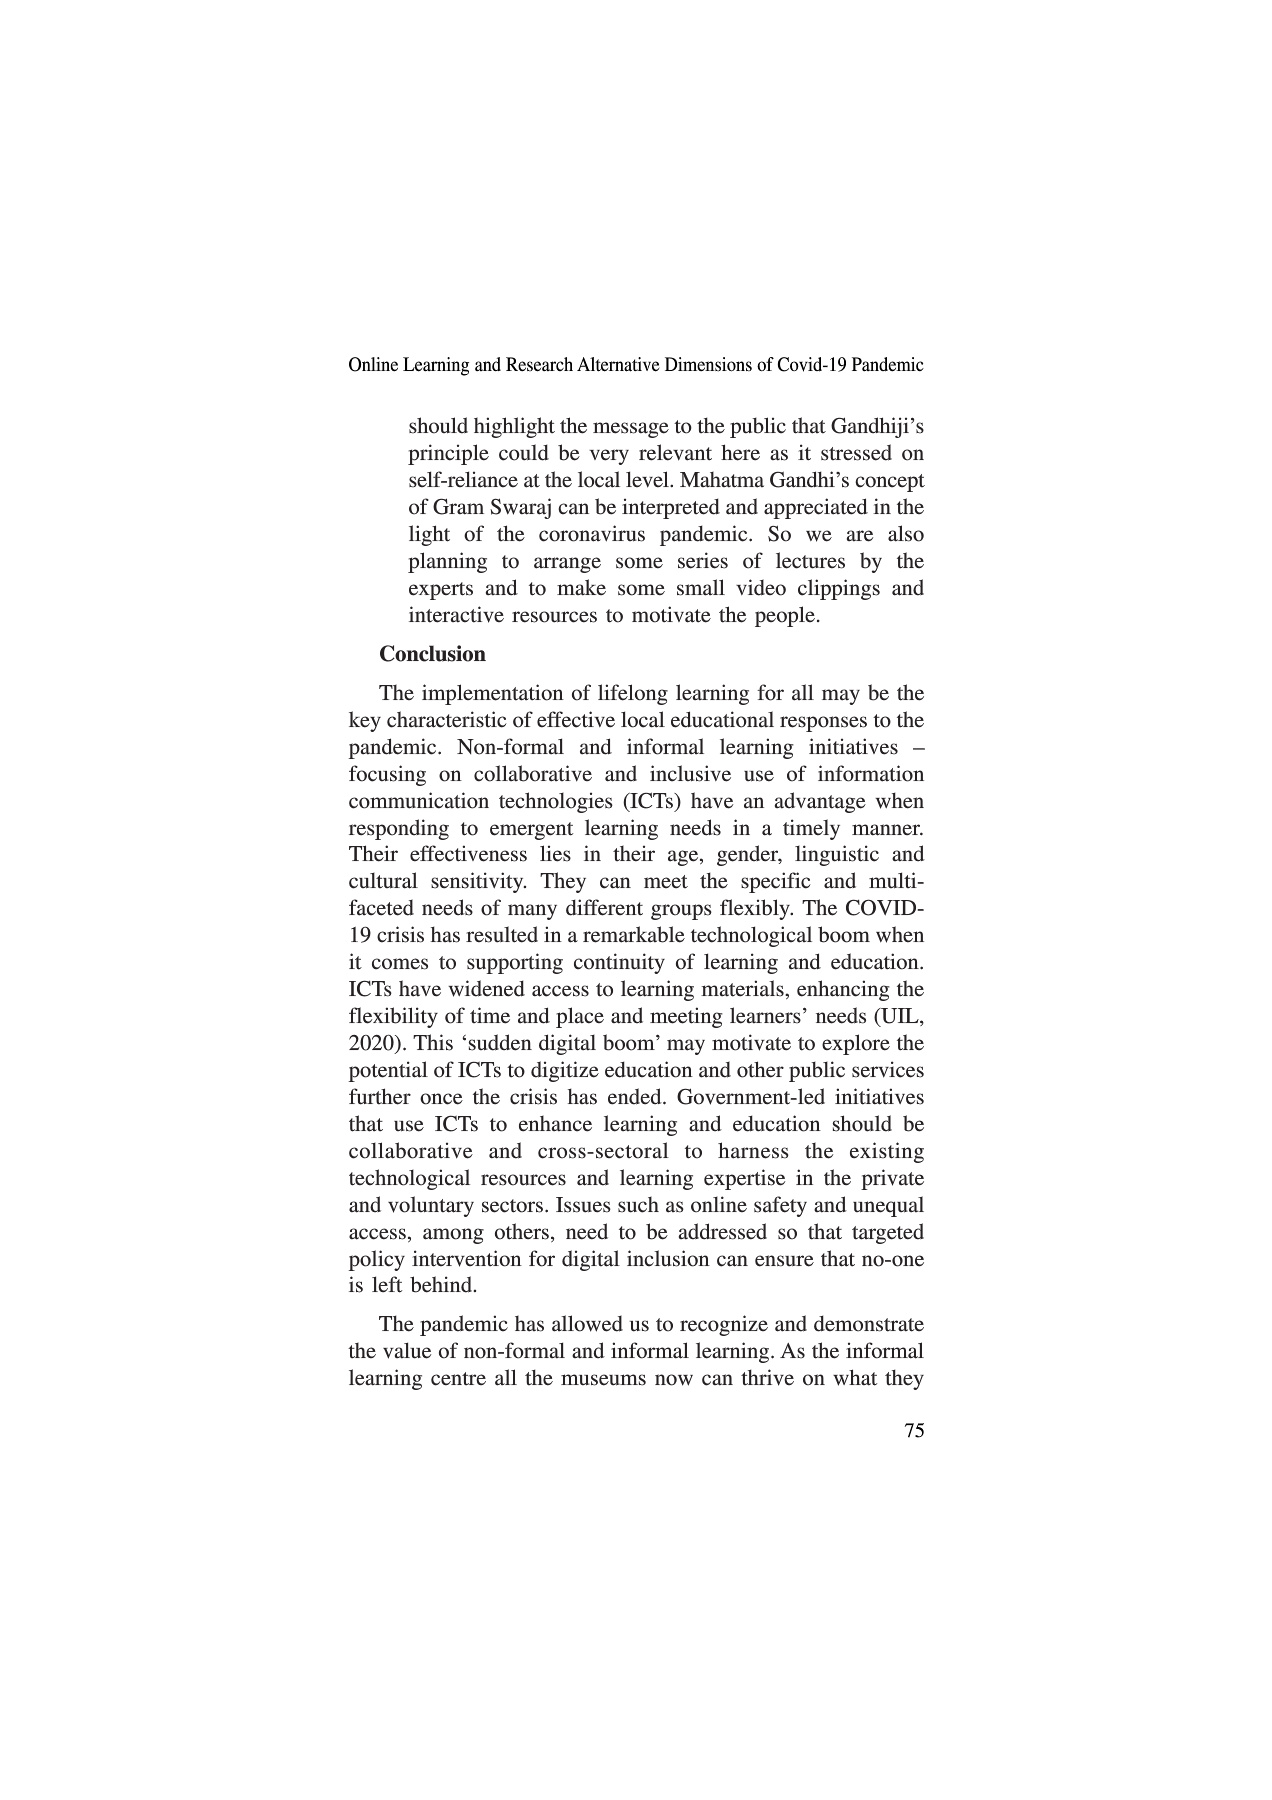 Online Learning and Research Alternative Dimensions of Covid-19 Pandemic
should highlight the message to the public that Gandhiji’s
principle could be very relevant here as it stressed on
self-reliance at the local level. Mahatma Gandhi’s concept
of Gram Swaraj can be interpreted and appreciated in the
light of the coronavirus pandemic. So we are also
planning to arrange some series of lectures by the
experts and to make some small video clippings and
interactive resources to motivate the people.
Conclusion
The implementation of lifelong learning for all may be the
key characteristic of effective local educational responses to the
pandemic. Non-formal and informal learning initiatives –
focusing on collaborative and inclusive use of information
communication technologies (ICTs) have an advantage when
responding to emergent learning needs in a timely manner.
Their effectiveness lies in their age, gender, linguistic and
cultural sensitivity. They can meet the specific and multi-
faceted needs of many different groups flexibly. The COVID-
19 crisis has resulted in a remarkable technological boom when
it comes to supporting continuity of learning and education.
ICTs have widened access to learning materials, enhancing the
flexibility of time and place and meeting learners’ needs (UIL,
2020). This ‘sudden digital boom’ may motivate to explore the
potential of ICTs to digitize education and other public services
further once the crisis has ended. Government-led initiatives
that use ICTs to enhance learning and education should be
collaborative and cross-sectoral to harness the existing
technological resources and learning expertise in the private
and voluntary sectors. Issues such as online safety and unequal
access, among others, need to be addressed so that targeted
policy intervention for digital inclusion can ensure that no-one
is left behind.
The pandemic has allowed us to recognize and demonstrate
the value of non-formal and informal learning. As the informal
learning centre all the museums now can thrive on what they
75